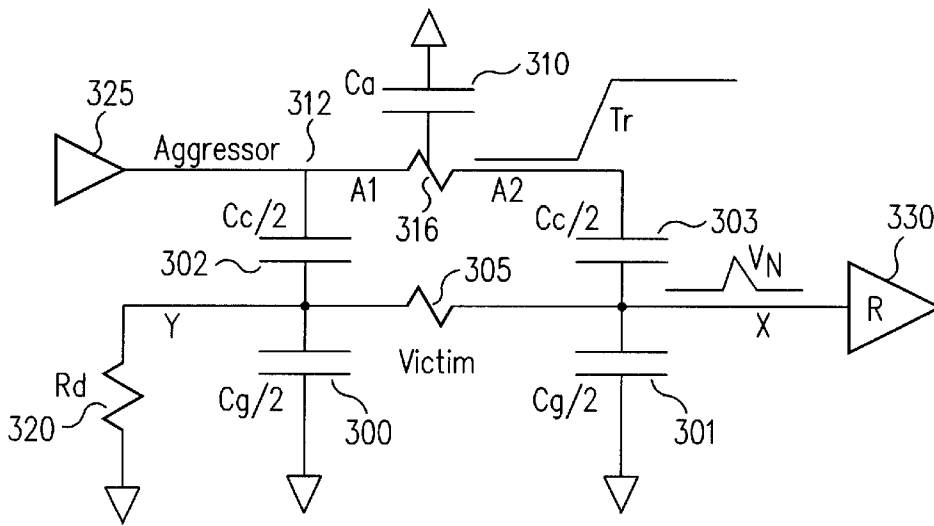 Ca
310
325
312
Tr
Aggressor
A1
A2
316
Cc/2
Cc/2
303
330
302
305
VN
R
Y
X
Victim
Rd
320
Cg/2
300
Cg/2
301